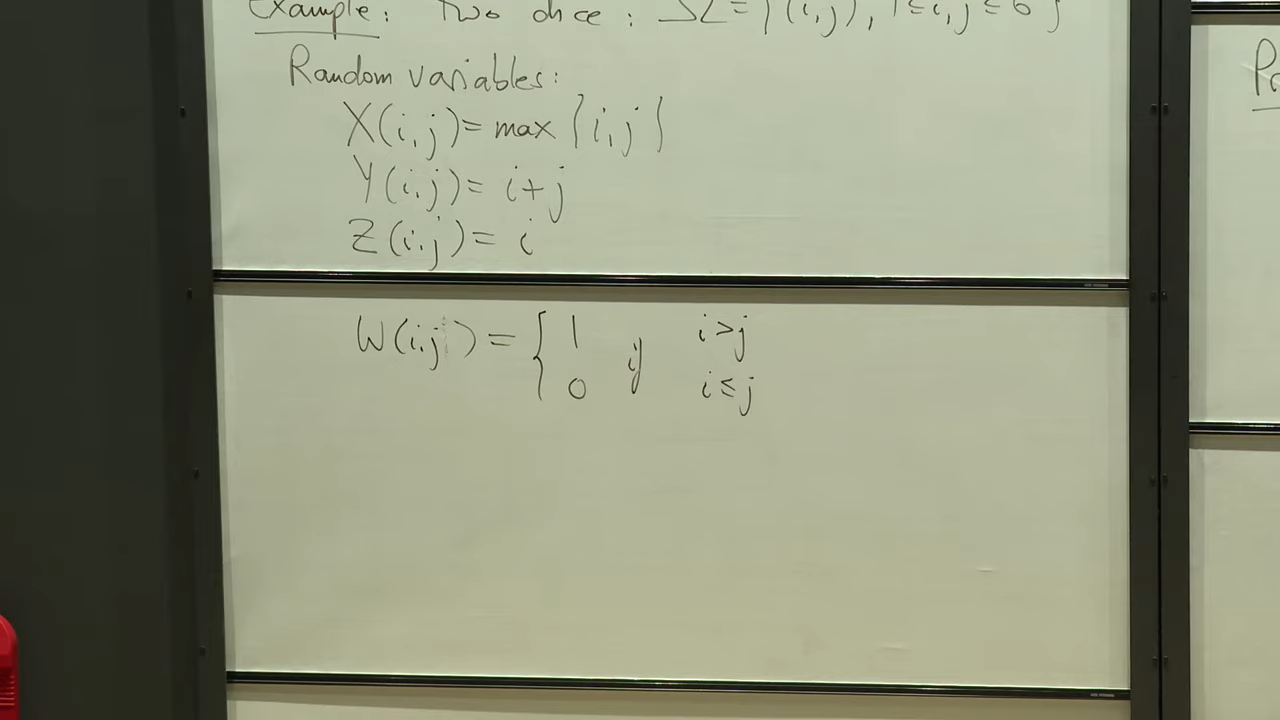 Example: Two dice: Ω = {(i,j), 1≤i,j≤6}
Random variables:
X(i,j) = max {i,j}
Y(i,j) = i+j
Z(i,j) = i
W(i,j) = { 1 if i>j
0 i≤j